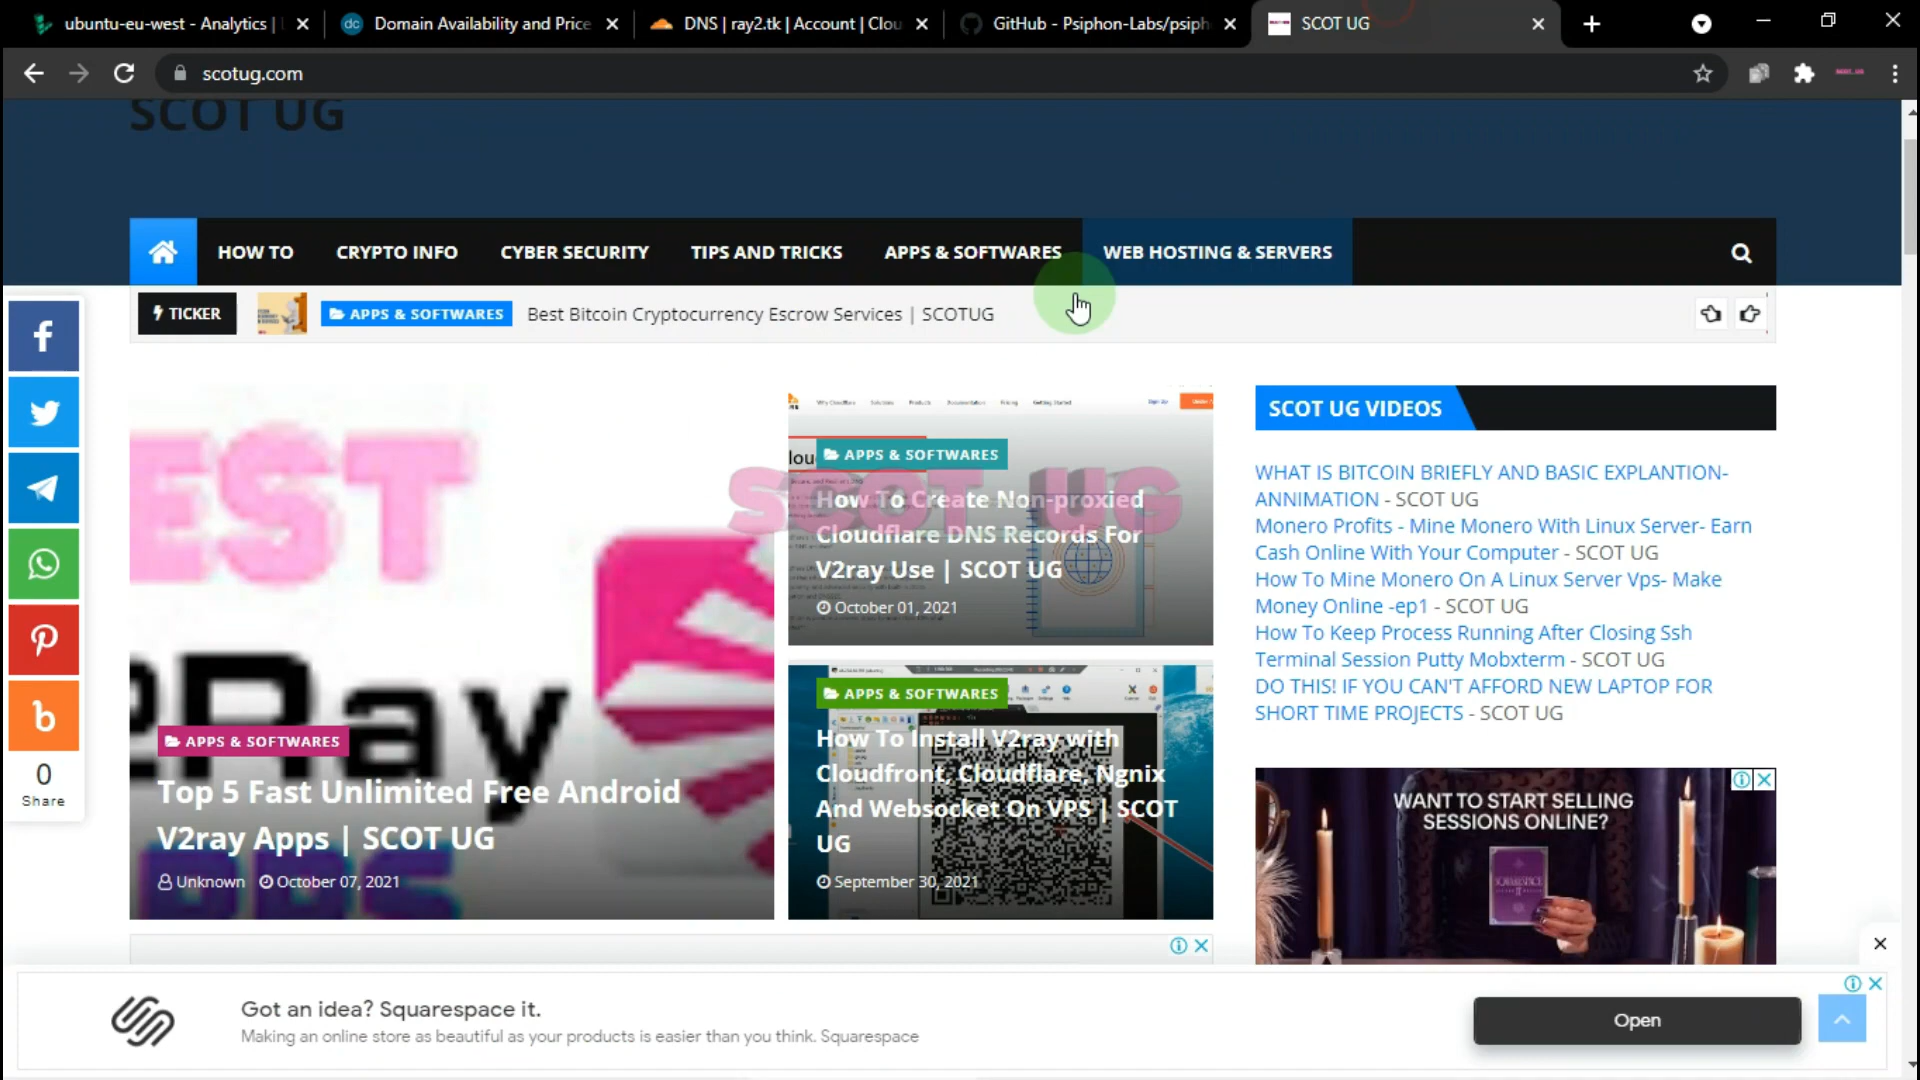 ubuntu-eu-west - Analytics |
Domain Availability and Price
DNS | ray2.tk | Account | Clou
GitHub - Psiphon-Labs/psiph
SCOT UG
scotug.com
SCOT UG
HOW TO
CRYPTO INFO
CYBER SECURITY
TIPS AND TRICKS
APPS & SOFTWARES
WEB HOSTING & SERVERS
TICKER
APPS & SOFTWARES
Best Bitcoin Cryptocurrency Escrow Services | SCOTUG
EST
2Ray
APPS & SOFTWARES
Top 5 Fast Unlimited Free Android
V2ray Apps | SCOT UG
Unknown
October 07, 2021
APPS & SOFTWARES
SCOT UG
How To Create Non-proxied
Cloudflare DNS Records For
V2ray Use | SCOT UG
October 01, 2021
APPS & SOFTWARES
How To Install V2ray with
Cloudfront, Cloudflare, Ngnix
And Websocket On VPS | SCOT
UG
September 30, 2021
SCOT UG VIDEOS
WHAT IS BITCOIN BRIEFLY AND BASIC EXPLANTION-
ANNIMATION - SCOT UG
Monero Profits - Mine Monero With Linux Server- Earn
Cash Online With Your Computer - SCOT UG
How To Mine Monero On A Linux Server Vps- Make
Money Online -ep1 - SCOT UG
How To Keep Process Running After Closing Ssh
Terminal Session Putty Mobxterm - SCOT UG
DO THIS! IF YOU CAN'T AFFORD NEW LAPTOP FOR
SHORT TIME PROJECTS - SCOT UG
WANT TO START SELLING
SESSIONS ONLINE?
0
Share
Got an idea? Squarespace it.
Making an online store as beautiful as your products is easier than you think. Squarespace
Open